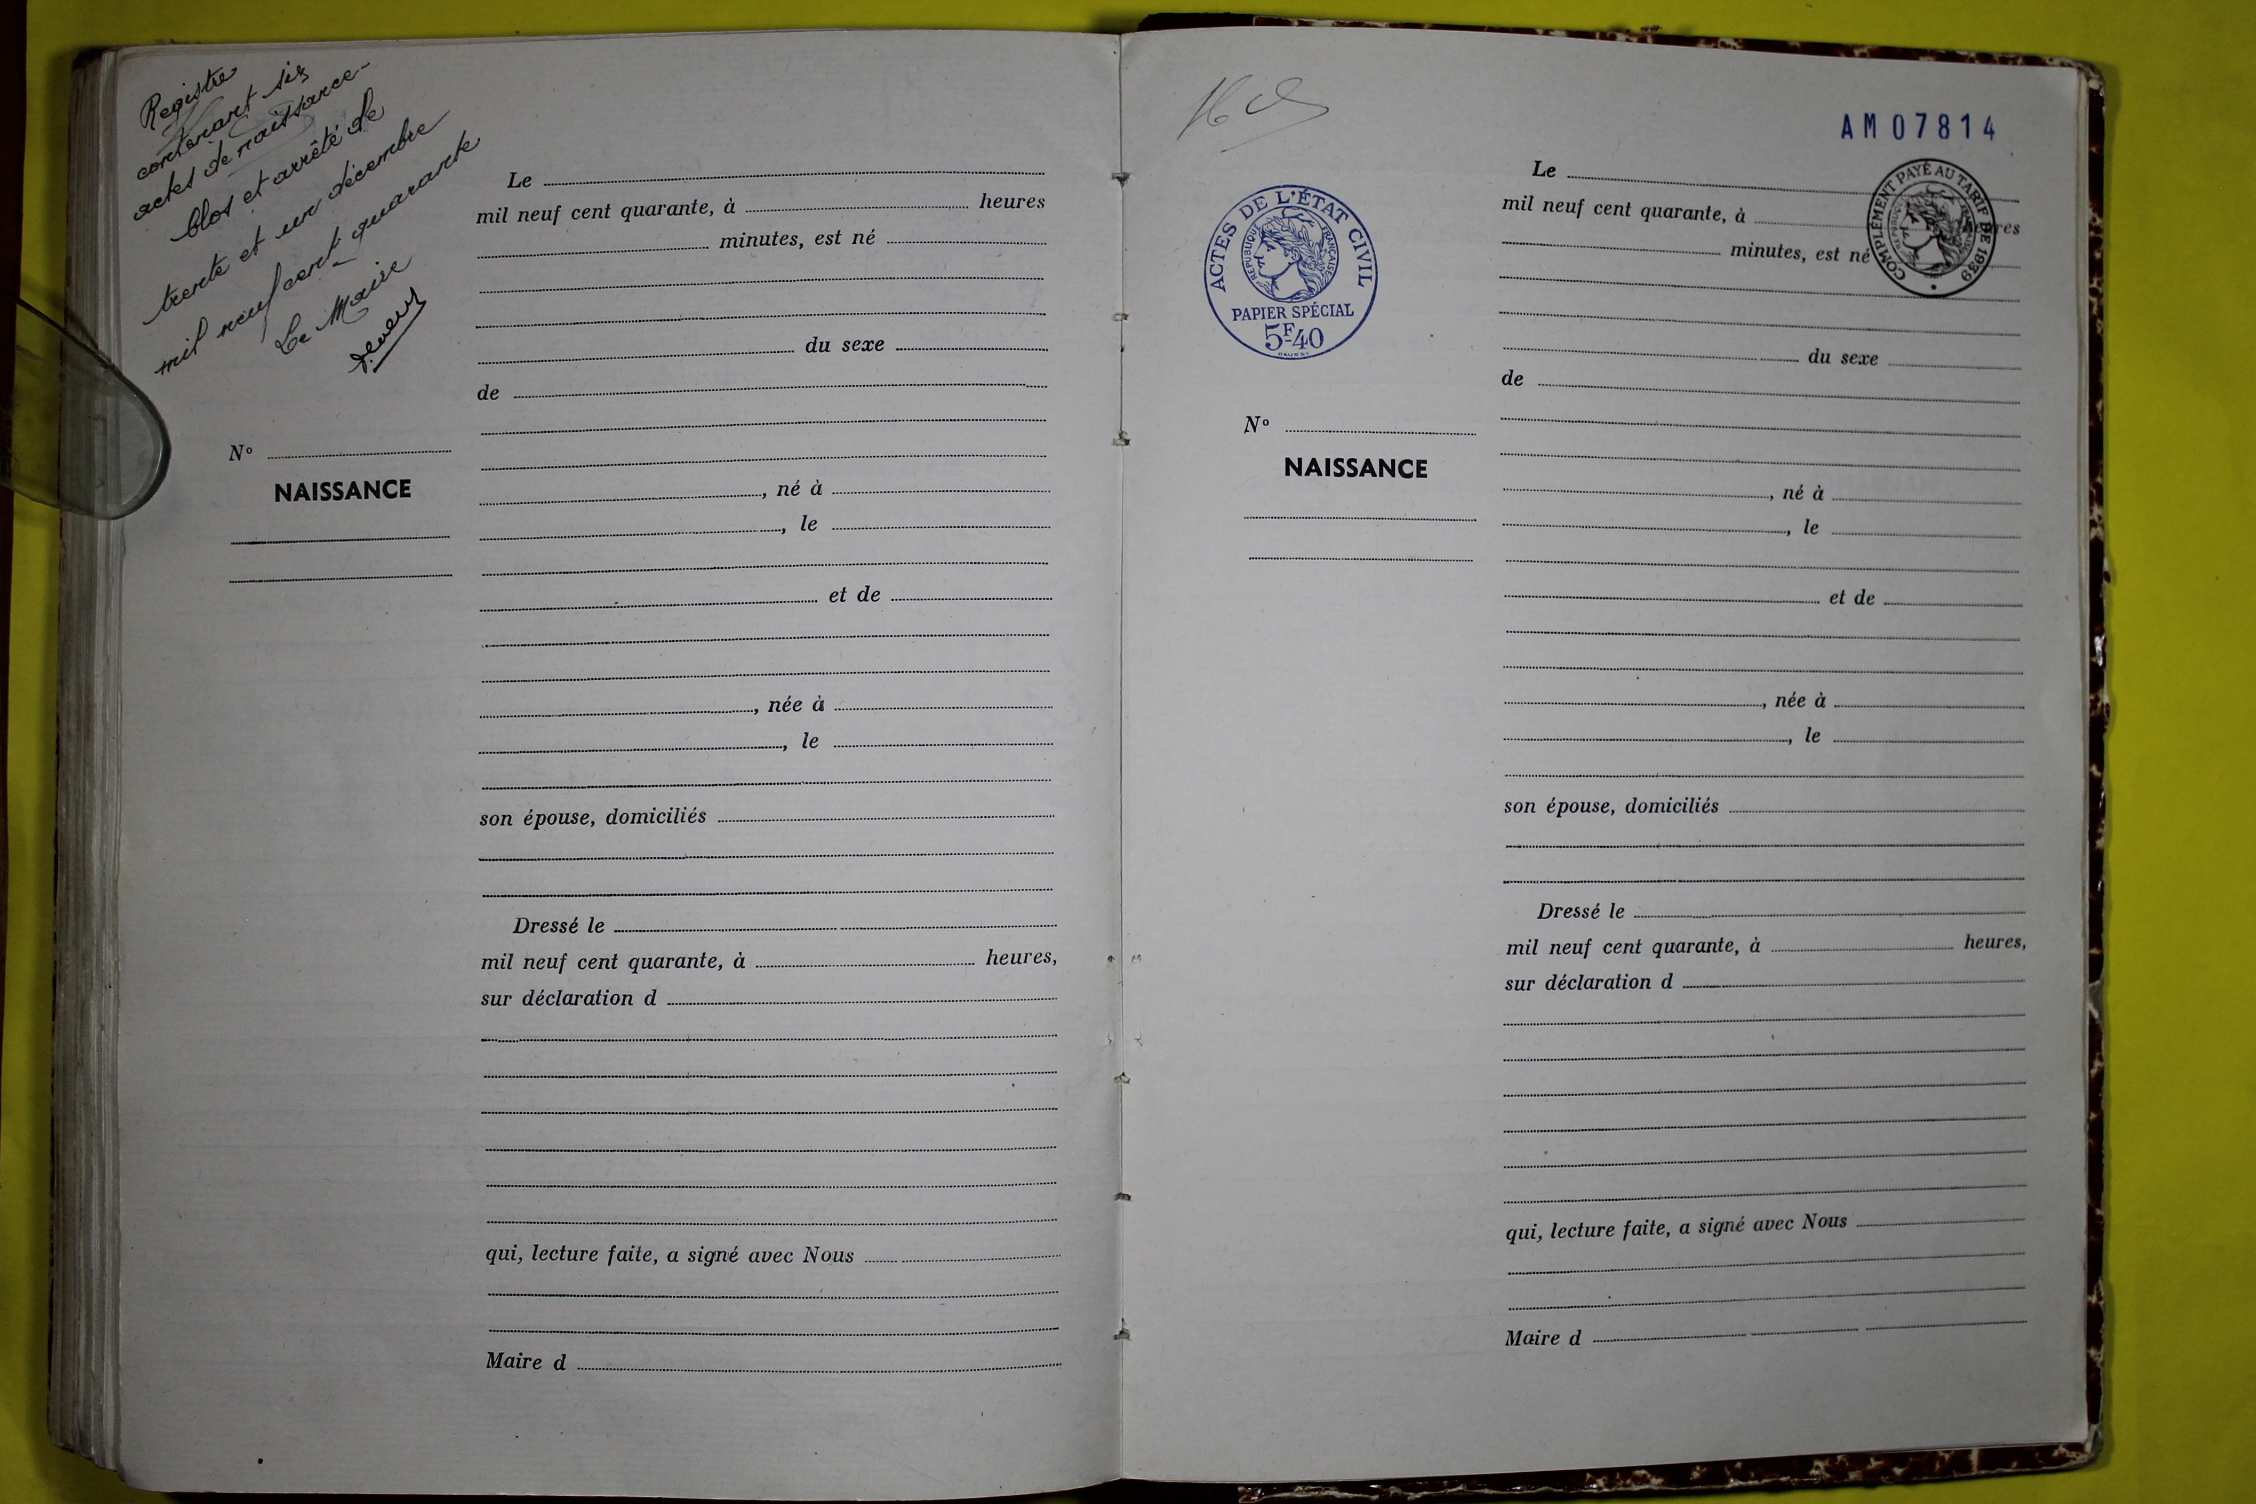 Registre
contenant six
actes de naissance
clos et arrêté de
trente et un décembre
mil neuf cent quarante
Le Maire
N°
NAISSANCE
Le
mil neuf cent quarante, à heures
minutes, est né
du sexe
de
, né à
, le
et de
, née à
, le
son épouse, domiciliés
Dressé le
mil neuf cent quarante, à heures,
sur déclaration d
qui, lecture faite, a signé avec Nous
Maire d
AM07814
ACTES DE L'ÉTAT CIVIL
RÉPUBLIQUE FRANÇAISE
PAPIER SPÉCIAL
5F40
COMPLÉMENT PAYÉ AU TARIF DE 1939
N°
NAISSANCE
Le
mil neuf cent quarante, à heures
minutes, est né
du sexe
de
, né à
, le
et de
, née à
, le
son épouse, domiciliés
Dressé le
mil neuf cent quarante, à heures,
sur déclaration d
qui, lecture faite, a signé avec Nous
Maire d